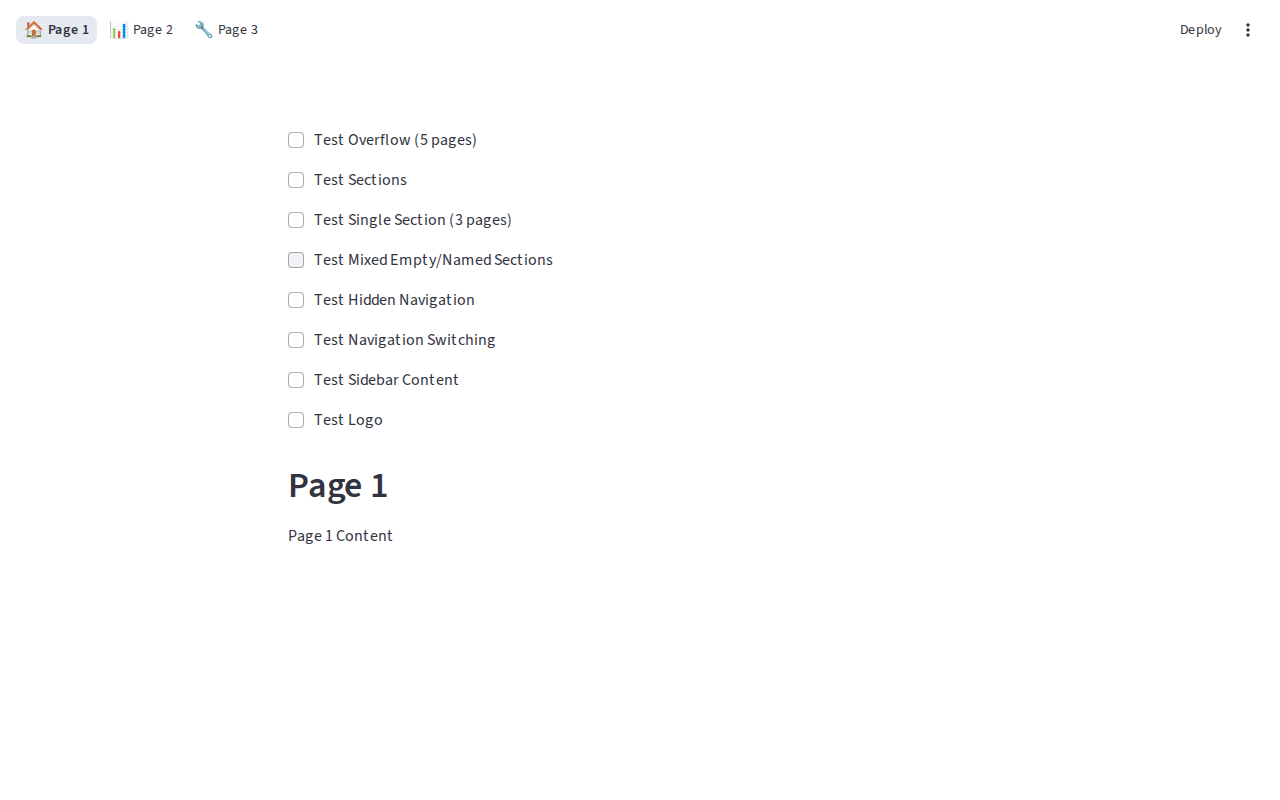 Page 1 Page 2 Page 3 Deploy
Test Overflow (5 pages)
Test Sections
Test Single Section (3 pages)
Test Mixed Empty/Named Sections
Test Hidden Navigation
Test Navigation Switching
Test Sidebar Content
Test Logo
Page 1
Page 1 Content